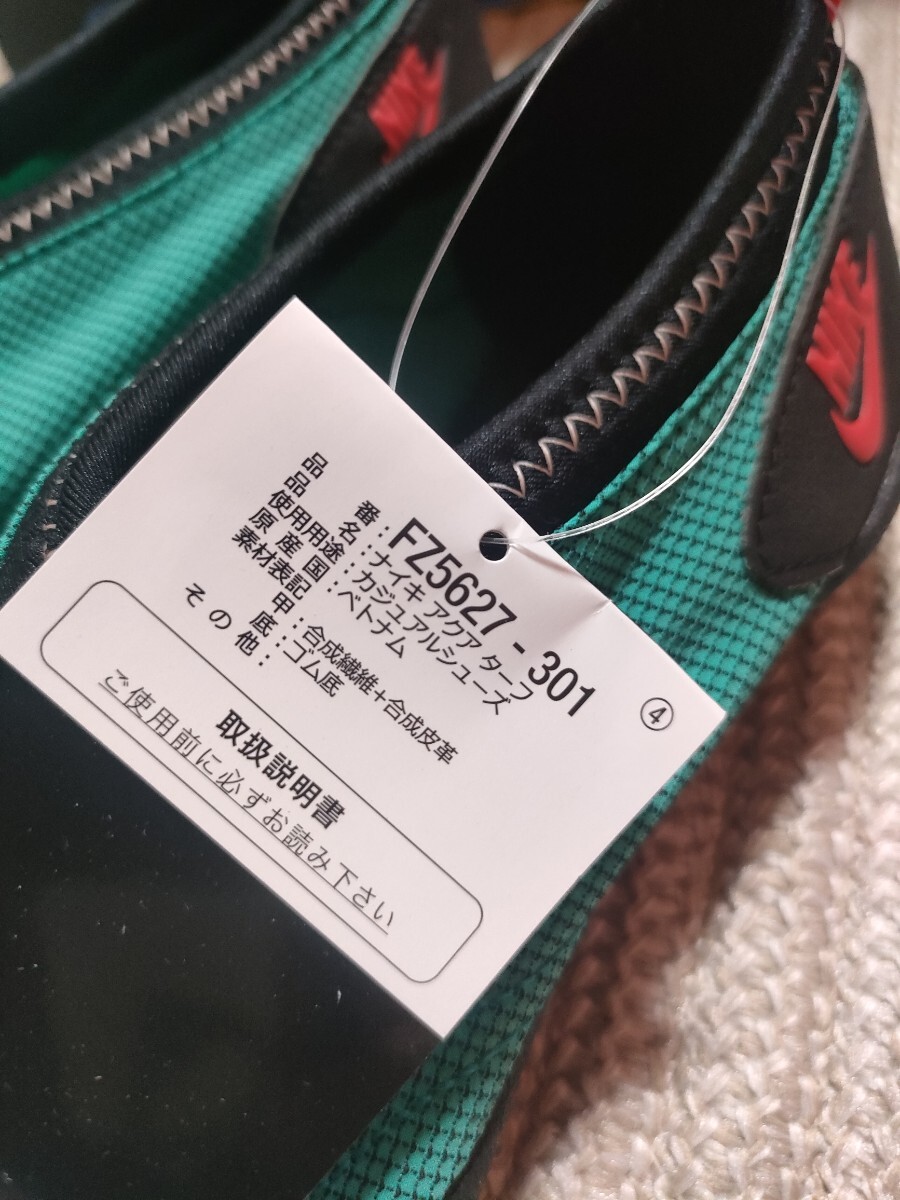 NIKE
NIKE
品番：FZ5627-301
品名：ナイキ アクア ターフ
使用用途：カジュアルシューズ
原産国：ベトナム
素材表記
甲：合成繊維+合成皮革
底：ゴム底
その他：
④
取扱説明書
ご使用前に必ずお読み下さい